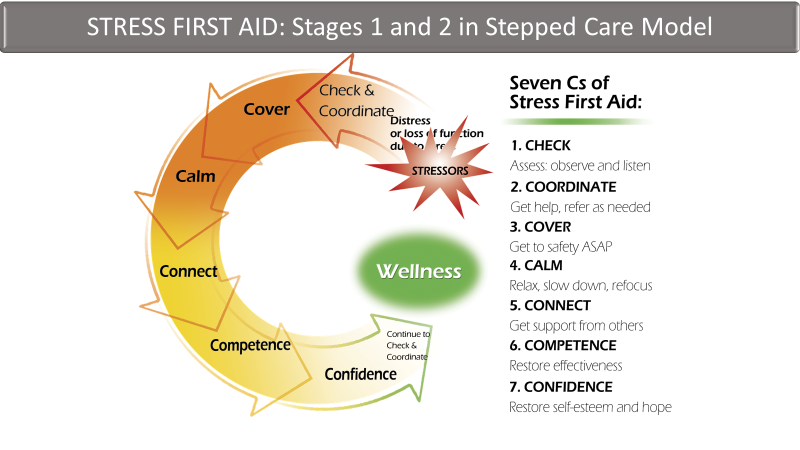 STRESS FIRST AID: Stages 1 and 2 in Stepped Care Model
Check &
Coordinate
Cover
Calm
Connect
Competence
Confidence
Continue to
Check &
Coordinate
Wellness
Distress
or loss of function
STRESSORS
Seven Cs of
Stress First Aid:
1. CHECK
Assess: observe and listen
2. COORDINATE
Get help, refer as needed
3. COVER
Get to safety ASAP
4. CALM
Relax, slow down, refocus
5. CONNECT
Get support from others
6. COMPETENCE
Restore effectiveness
7. CONFIDENCE
Restore self-esteem and hope